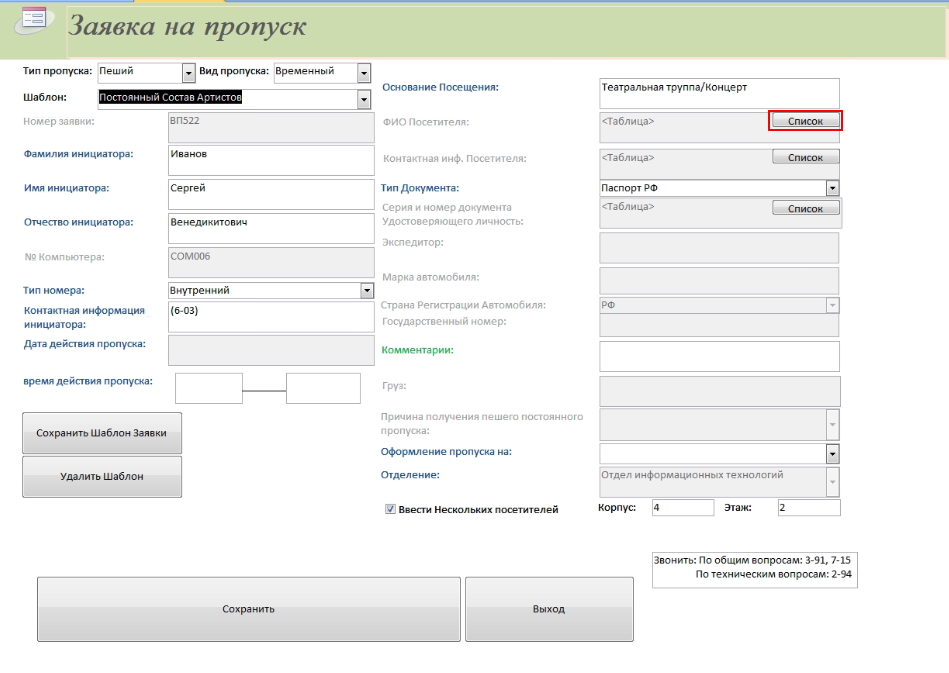 Заявка на пропуск
Тип пропуска: Пеший Вид пропуска: Временный
Шаблон: Постоянный Состав Артистов
Номер заявки: ВП522
Фамилия инициатора: Иванов
Имя инициатора: Сергей
Отчество инициатора: Венедиктович
№ Компьютера: COM006
Тип номера: Внутренний
Контактная информация
инициатора: (6-03)
Дата действия пропуска:
время действия пропуска:
Сохранить Шаблон Заявки
Удалить Шаблон
Основание Посещения: Театральная труппа/Концерт
ФИО Посетителя: <Таблица> Список
Контактная инф. Посетителя: <Таблица> Список
Тип Документа: Паспорт РФ
Серия и номер документа
Удостоверяющего личность: <Таблица> Список
Экспедитор:
Марка автомобиля:
Страна Регистрации Автомобиля: РФ
Государственный номер:
Комментарии:
Груз:
Причина получения пешего постоянного
пропуска:
Оформление пропуска на:
Отделение: Отдел информационных технологий
Ввести Нескольких посетителей Корпус: 4 Этаж: 2
Звонить: По общим вопросам: 3-91, 7-15
По техническим вопросам: 2-94
Сохранить
Выход